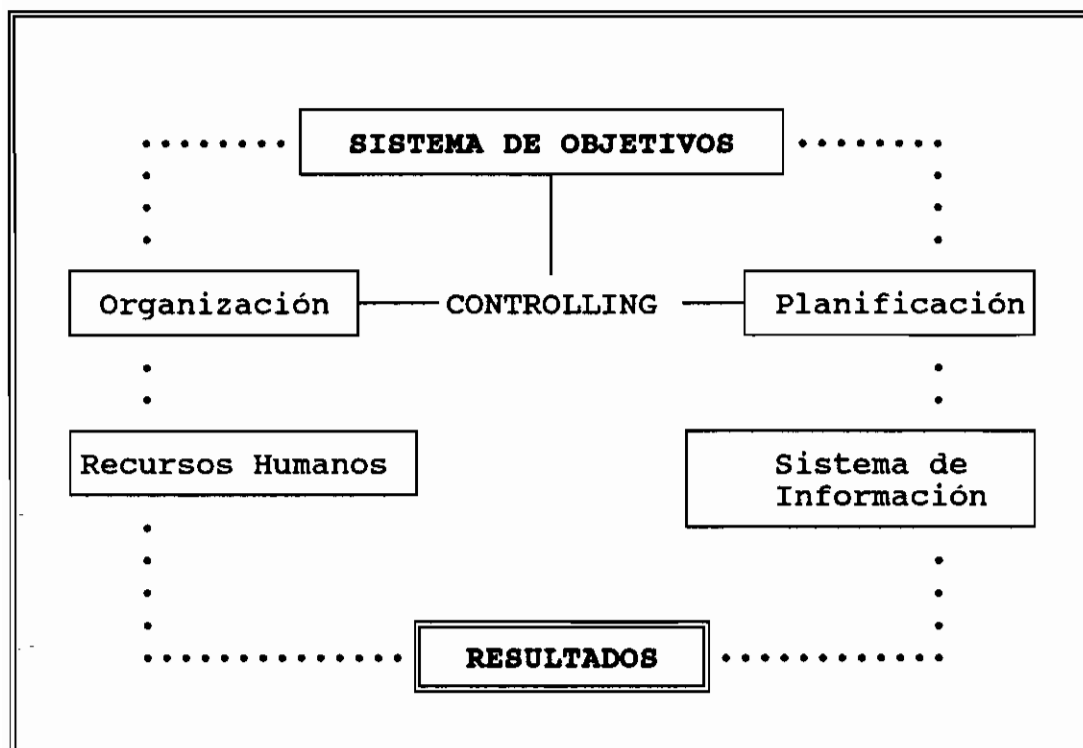 SISTEMA DE OBJETIVOS
Organización
CONTROLLING
Planificación
Recursos Humanos
Sistema de
Información
RESULTADOS